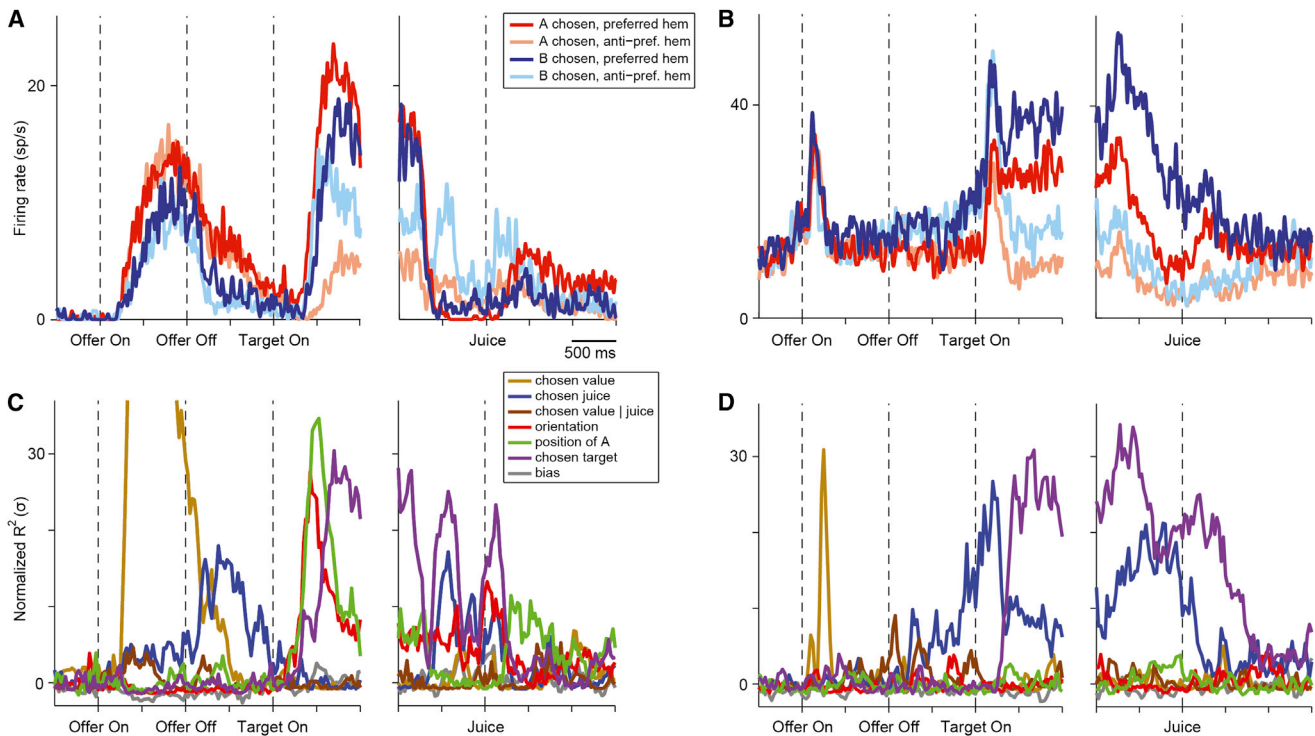 A
B
A chosen, preferred hem
A chosen, anti−pref. hem
B chosen, preferred hem
B chosen, anti−pref. hem
Firing rate (sp/s)
20
0
40
20
0
Offer On
Offer Off
Target On
Juice
500 ms
Offer On
Offer Off
Target On
Juice
C
D
chosen value
chosen juice
chosen value | juice
orientation
position of A
chosen target
bias
Normalized R² (σ)
30
0
30
0
Offer On
Offer Off
Target On
Juice
Offer On
Offer Off
Target On
Juice